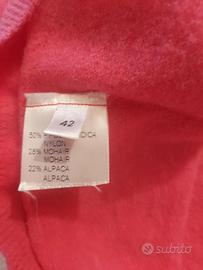 42
50%
NYLON
28% MOHAIR
MOHAIR
22% ALPACA
ALPACA
subito